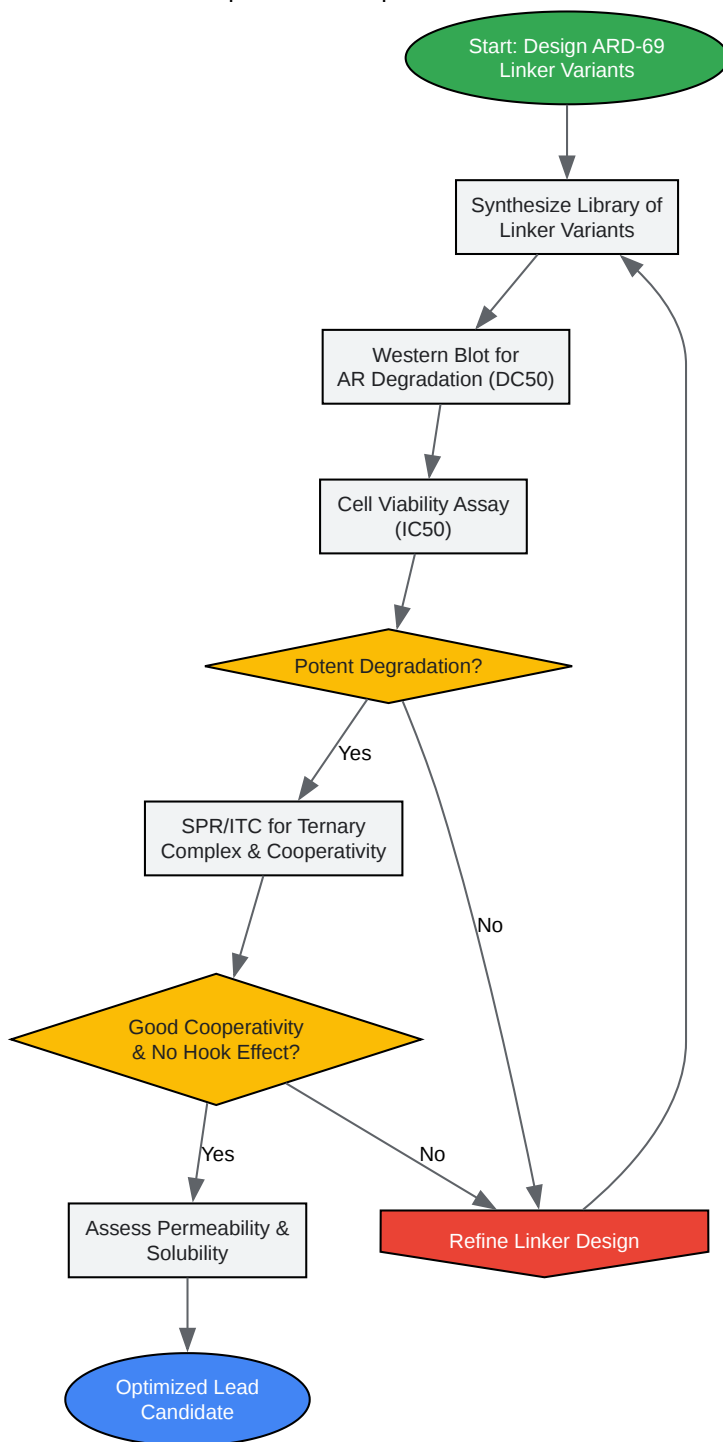 Start: Design ARD-69
Linker Variants
Synthesize Library of
Linker Variants
Western Blot for
AR Degradation (DC50)
Cell Viability Assay
(IC50)
Potent Degradation?
Yes
SPR/ITC for Ternary
Complex & Cooperativity
No
Good Cooperativity
& No Hook Effect?
Yes
No
Assess Permeability &
Solubility
Refine Linker Design
Optimized Lead
Candidate